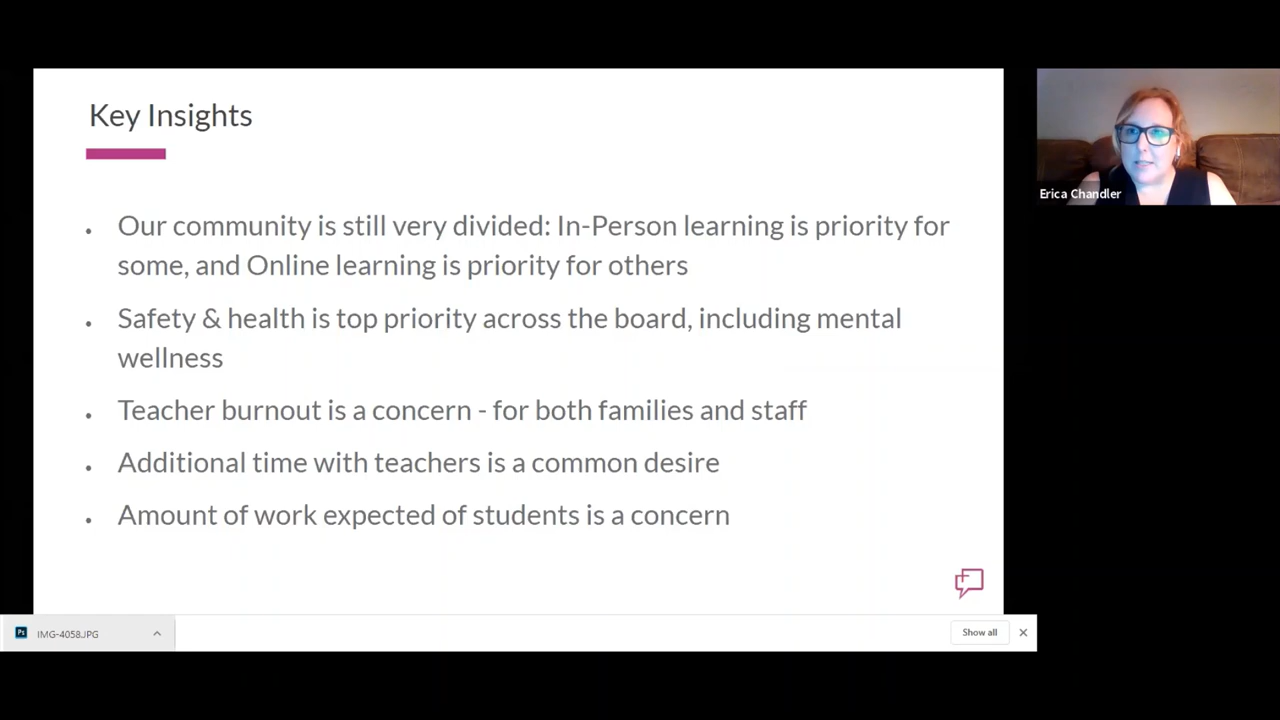 Key Insights
Our community is still very divided: In-Person learning is priority for
some, and Online learning is priority for others
Safety & health is top priority across the board, including mental
wellness
Teacher burnout is a concern - for both families and staff
Additional time with teachers is a common desire
Amount of work expected of students is a concern
Erica Chandler
Ps
IMG-4058.JPG
Show all